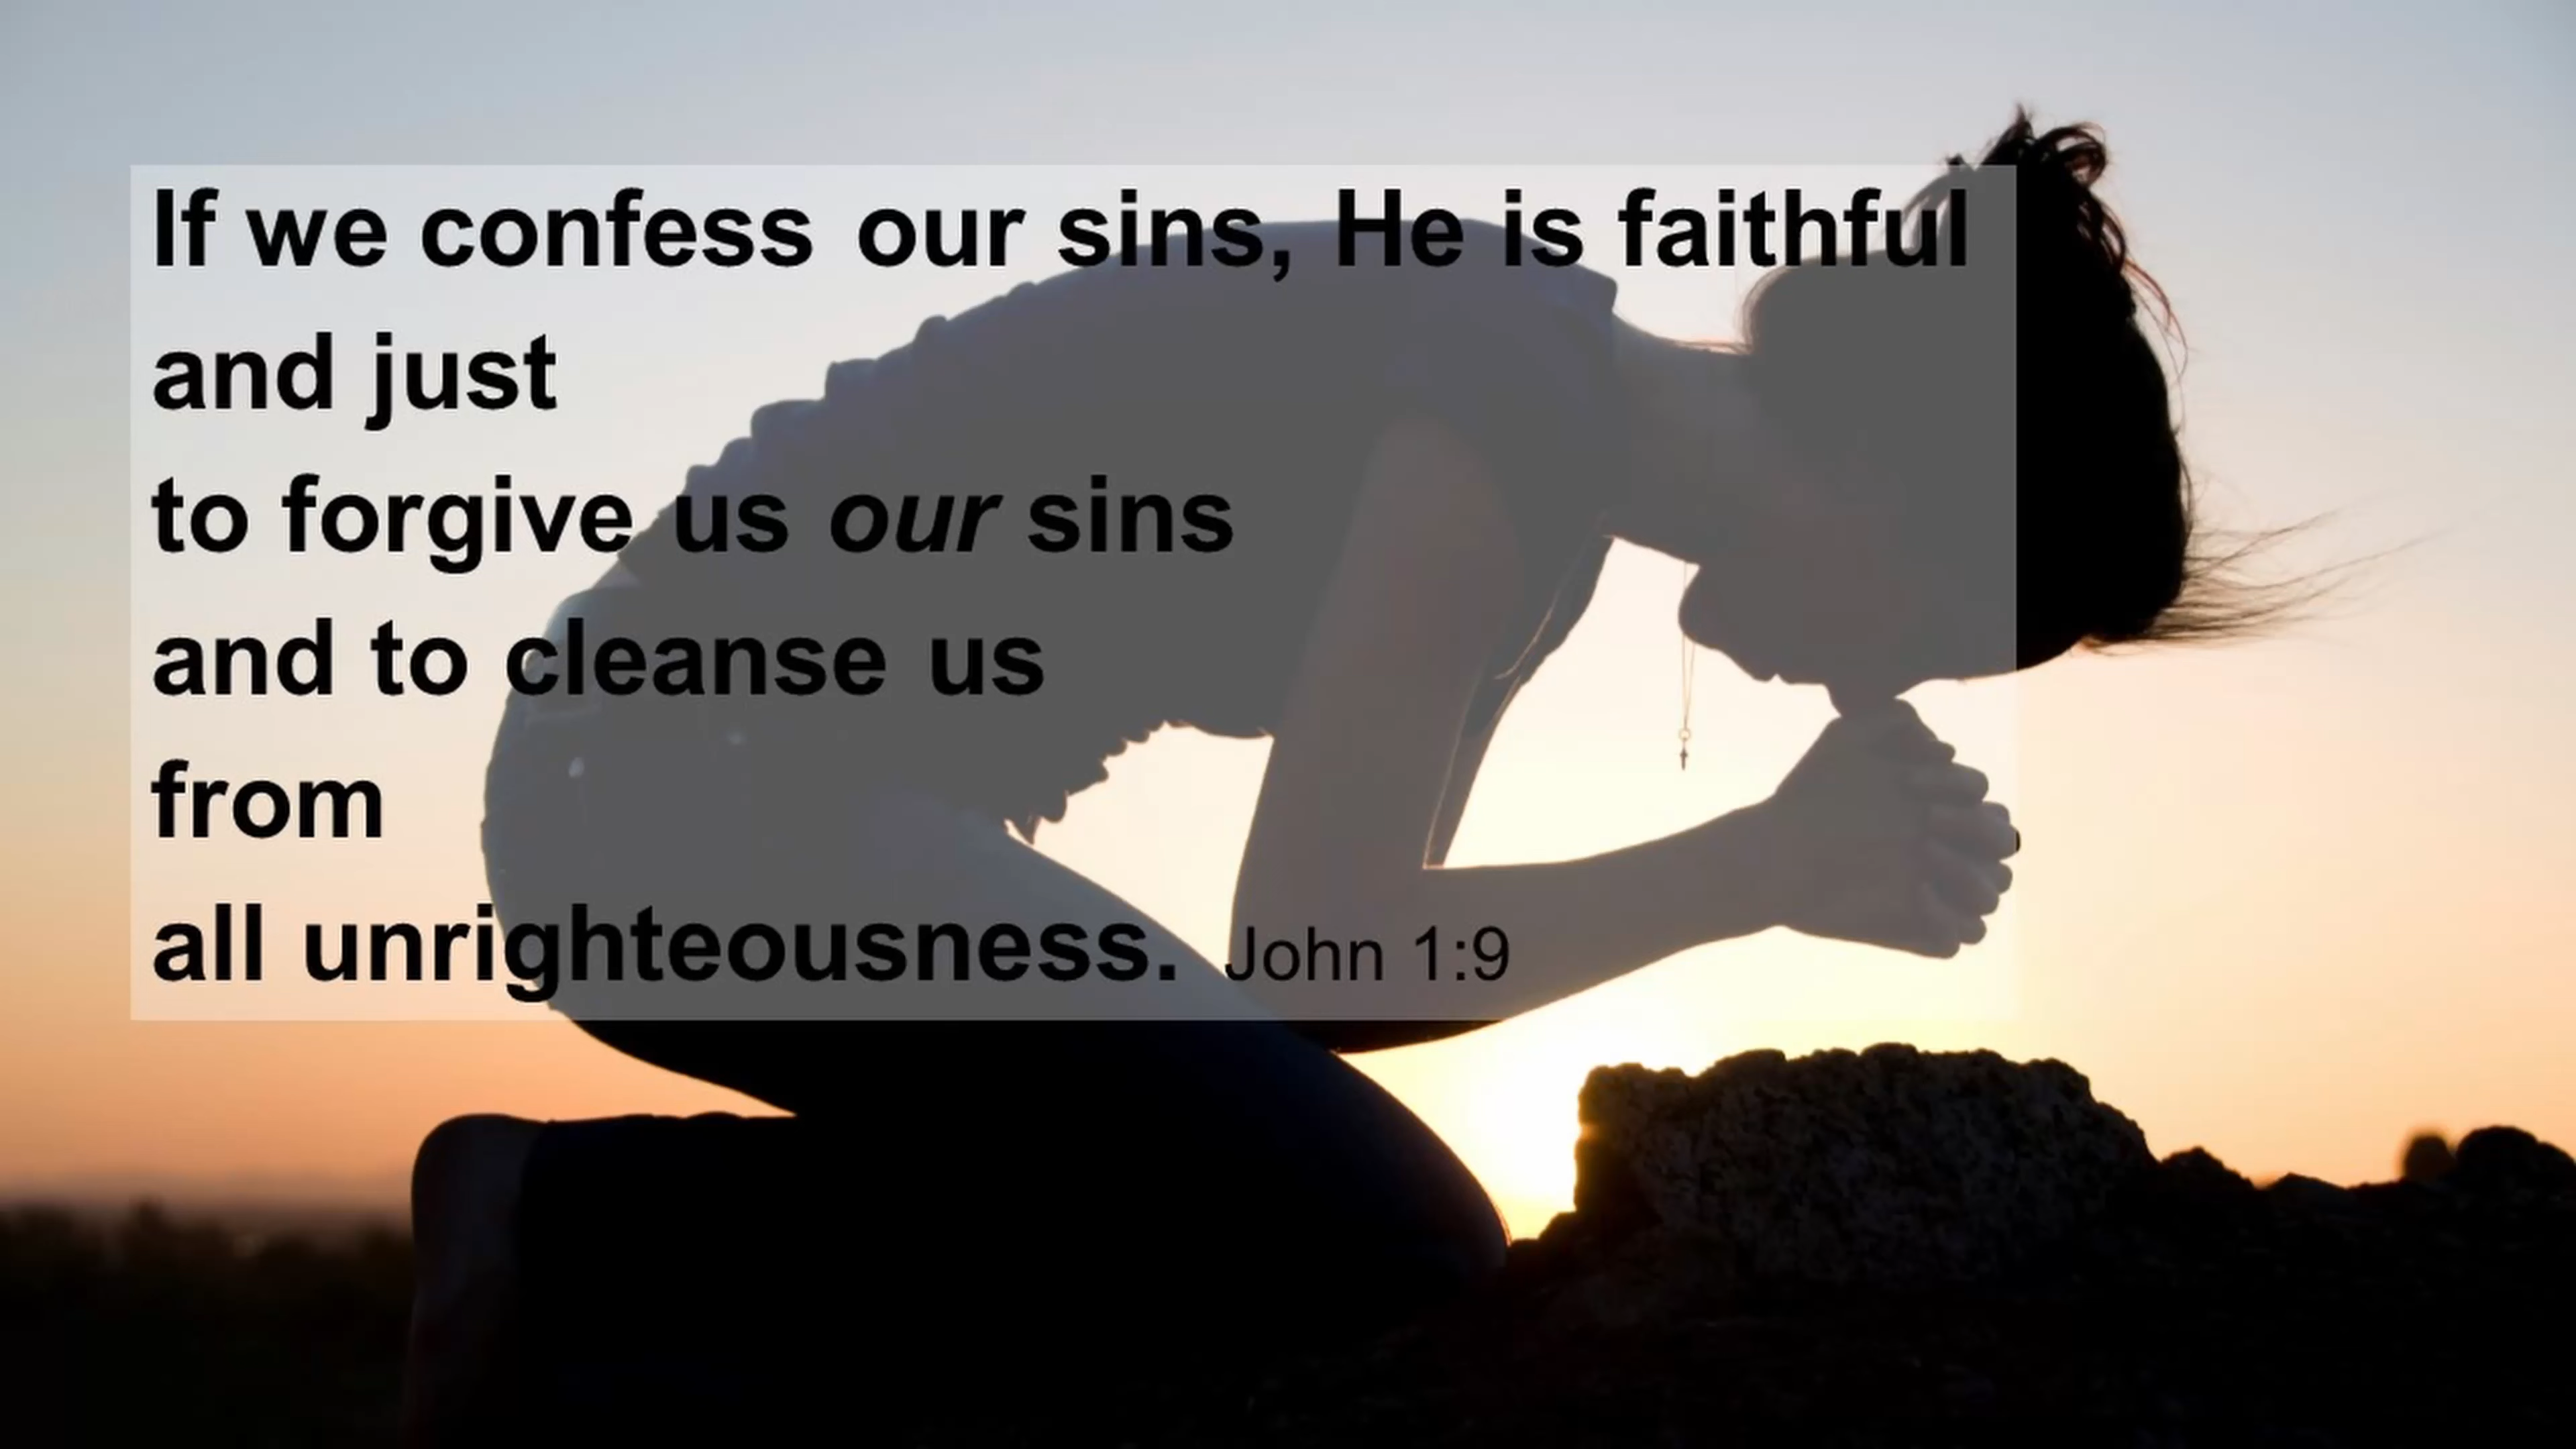 If we confess our sins, He is faithful
and just
to forgive us our sins
and to cleanse us
from
all unrighteousness. John 1:9